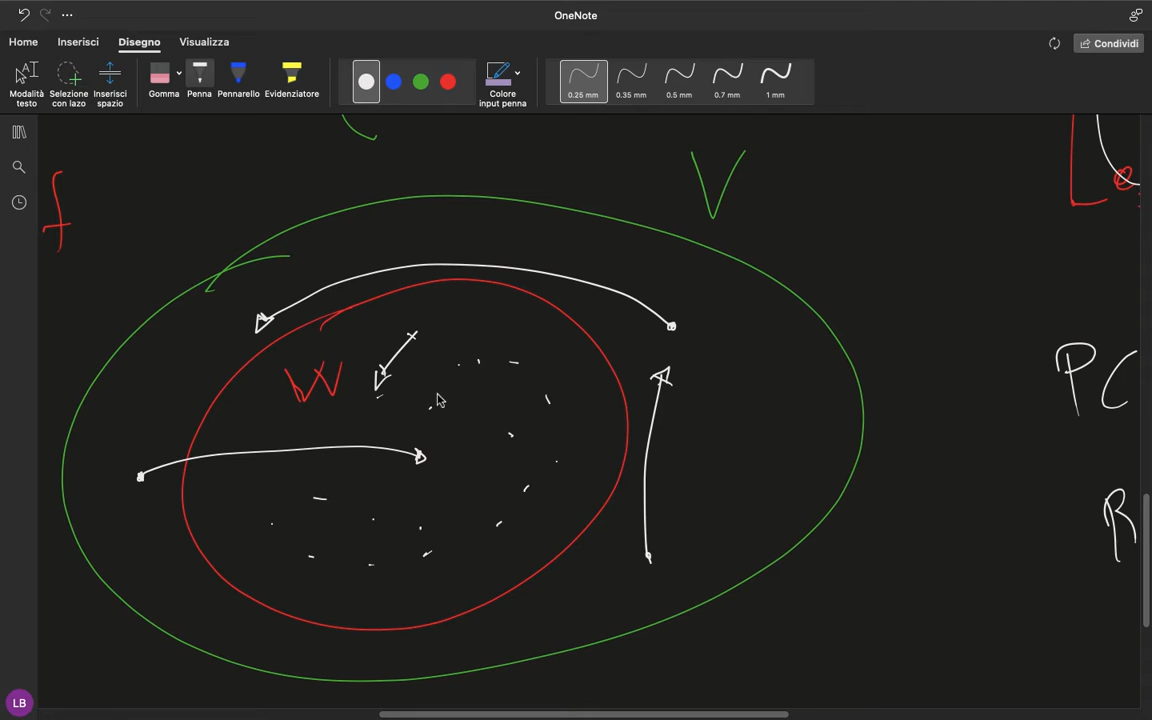 OneNote
Home Inserisci Disegno Visualizza
Condividi
Modalità testo
Selezione con lazo
Inserisci spazio
Gomma
Penna
Pennarello
Evidenziatore
Colore input penna
0.25 mm
0.35 mm
0.5 mm
0.7 mm
1 mm
f
V
W
PC
R
LB